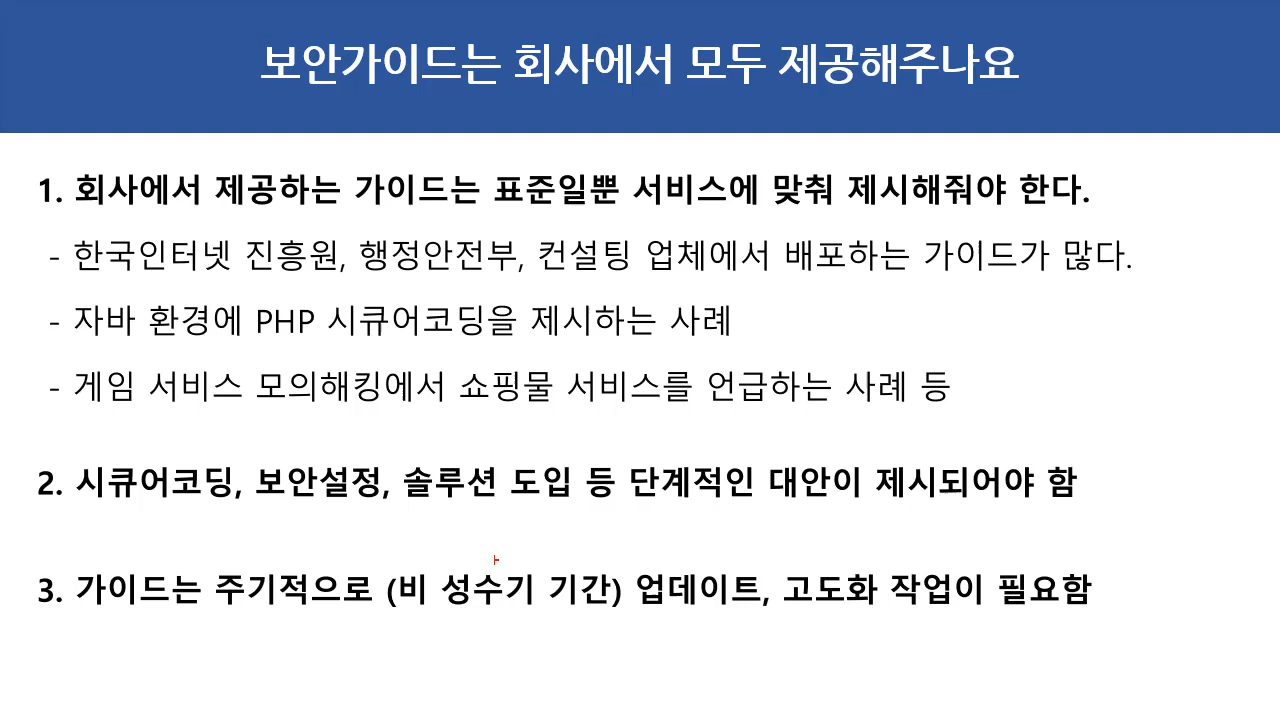 보안가이드는 회사에서 모두 제공해주나요
1. 회사에서 제공하는 가이드는 표준일뿐 서비스에 맞춰 제시해줘야 한다.
- 한국인터넷 진흥원, 행정안전부, 컨설팅 업체에서 배포하는 가이드가 많다.
- 자바 환경에 PHP 시큐어코딩을 제시하는 사례
- 게임 서비스 모의해킹에서 쇼핑물 서비스를 언급하는 사례 등
2. 시큐어코딩, 보안설정, 솔루션 도입 등 단계적인 대안이 제시되어야 함
3. 가이드는 주기적으로 (비 성수기 기간) 업데이트, 고도화 작업이 필요함